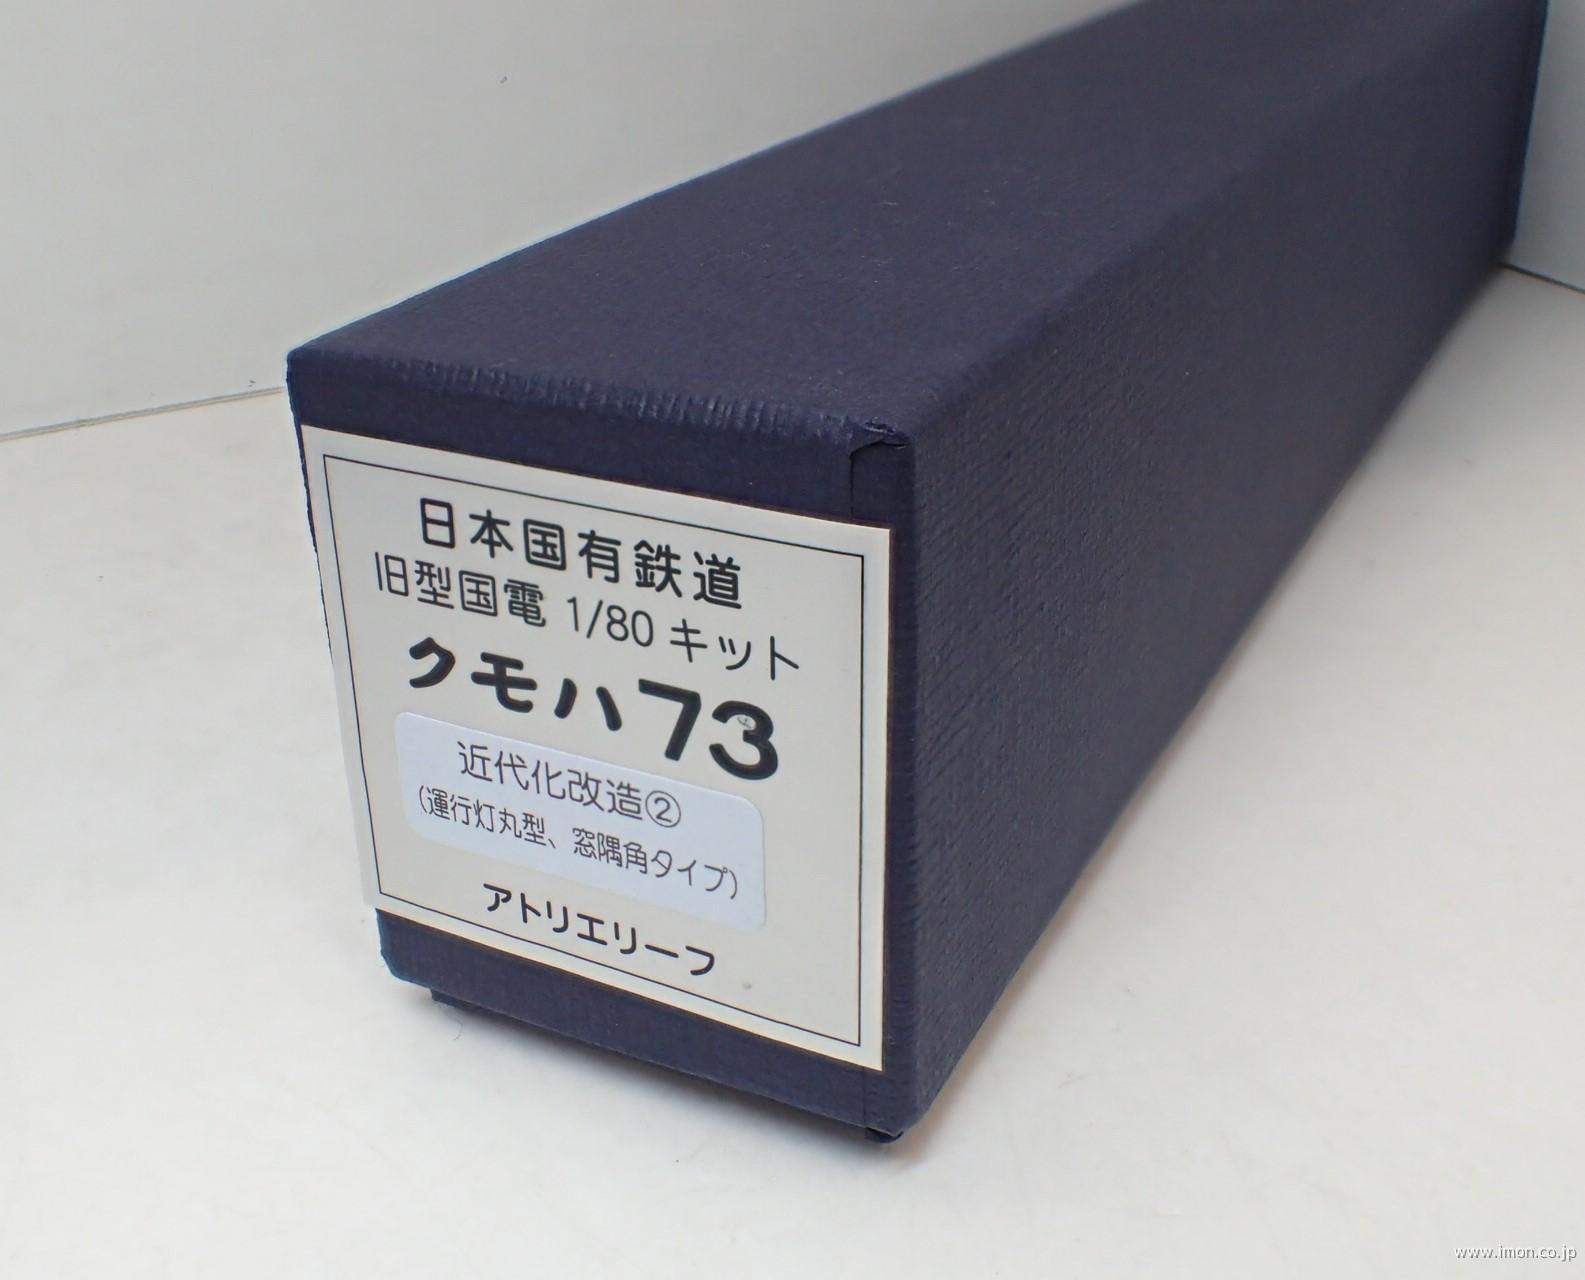 日本国有鉄道
旧型国電 1/80 キット
クモハ73
近代化改造②
(運行灯丸型、窓隅角タイプ)
アトリエリーフ
www.imon.co.jp